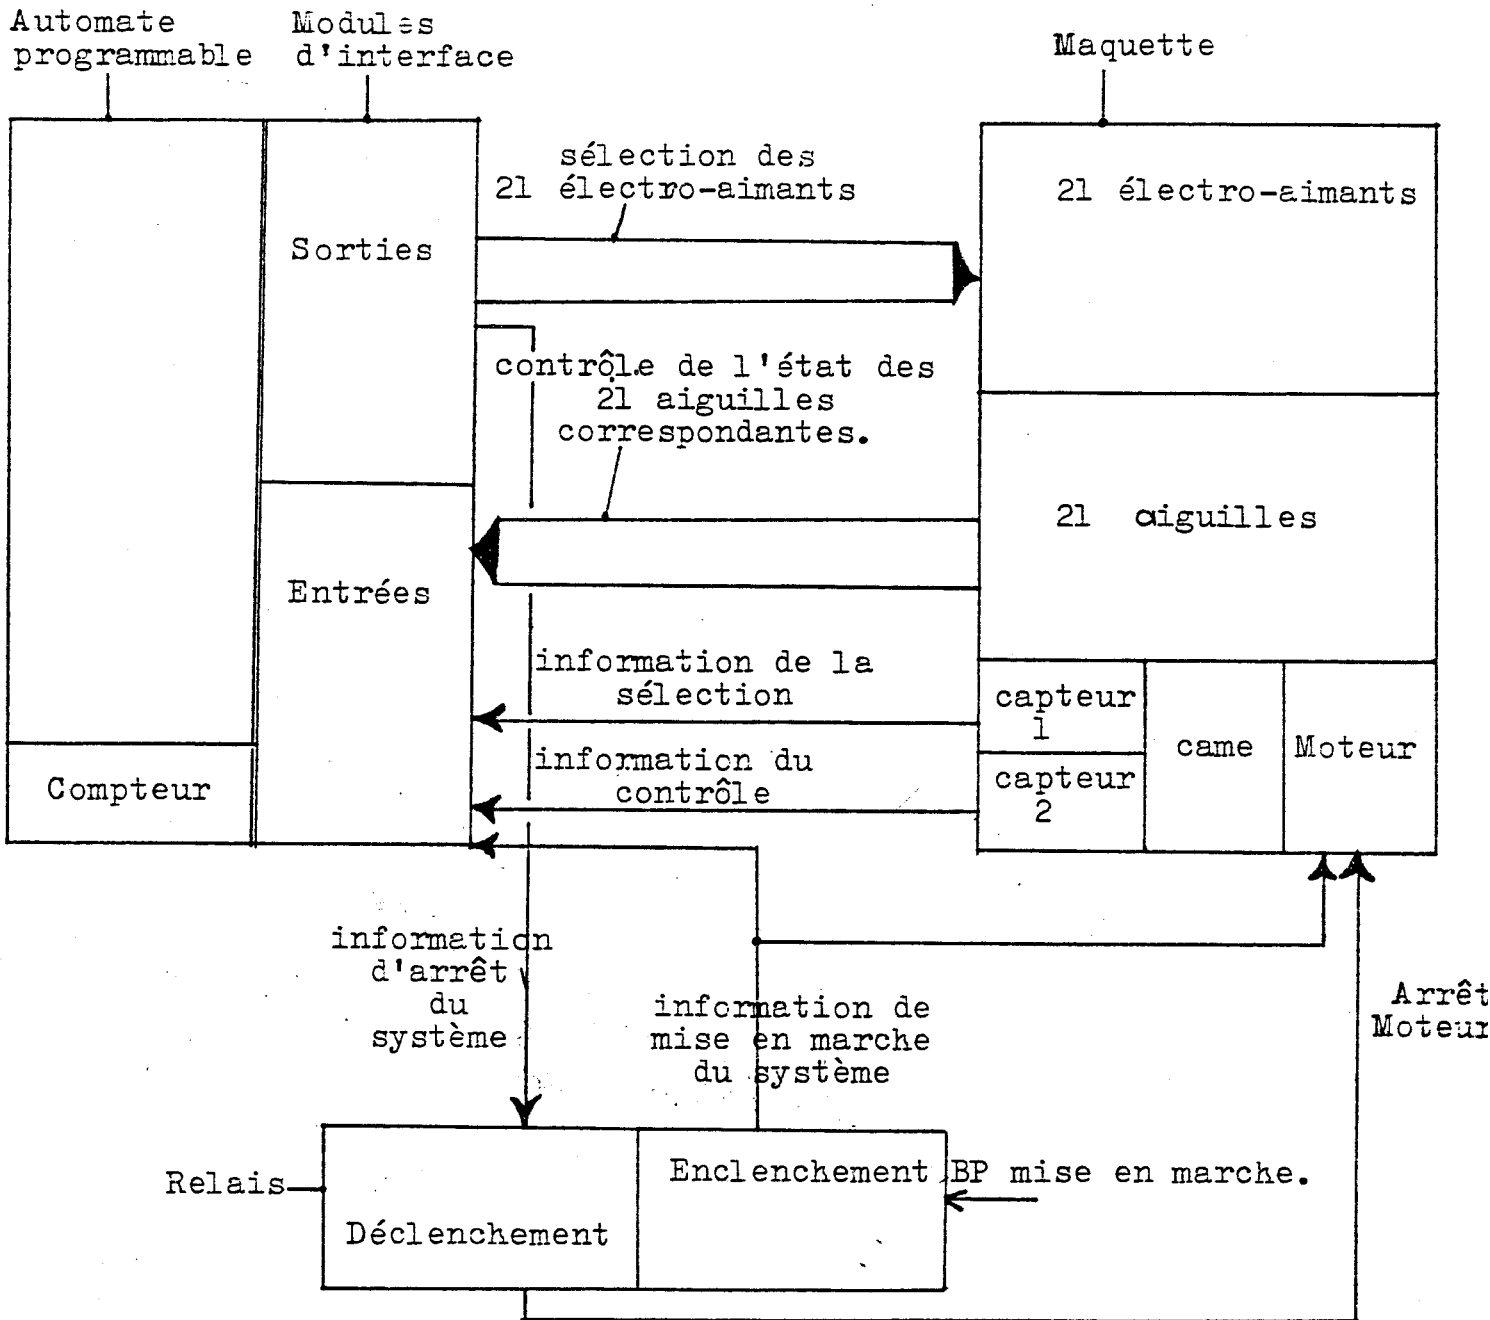 Automate
programmable
Modules
d'interface
Maquette
sélection des
21 électro-aimants
21 électro-aimants
Sorties
contrôle de l'état des
21 aiguilles
correspondantes.
21 aiguilles
Entrées
information de la
sélection
capteur
1
came
Moteur
information du
contrôle
capteur
2
Compteur
information
d'arrêt
du
système
information de
mise en marche
du système
Arrêt
Moteur
Relais
Enclenchement
BP mise en marche.
Déclenchement